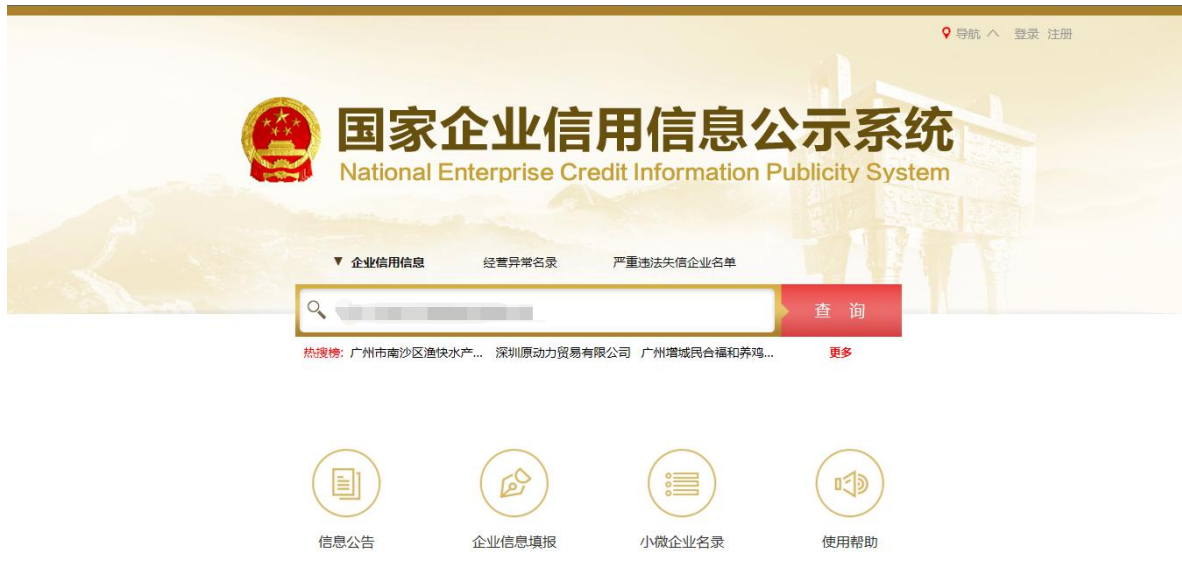 导航 登录 注册
国家企业信用信息公示系统
National Enterprise Credit Information Publicity System
企业信用信息 经营异常名录 严重违法失信企业名单
查 询
热搜榜: 广州市南沙区渔快水产... 深圳原动力贸易有限公司 广州增城民合福和养鸡... 更多
信息公告 企业信息填报 小微企业名录 使用帮助